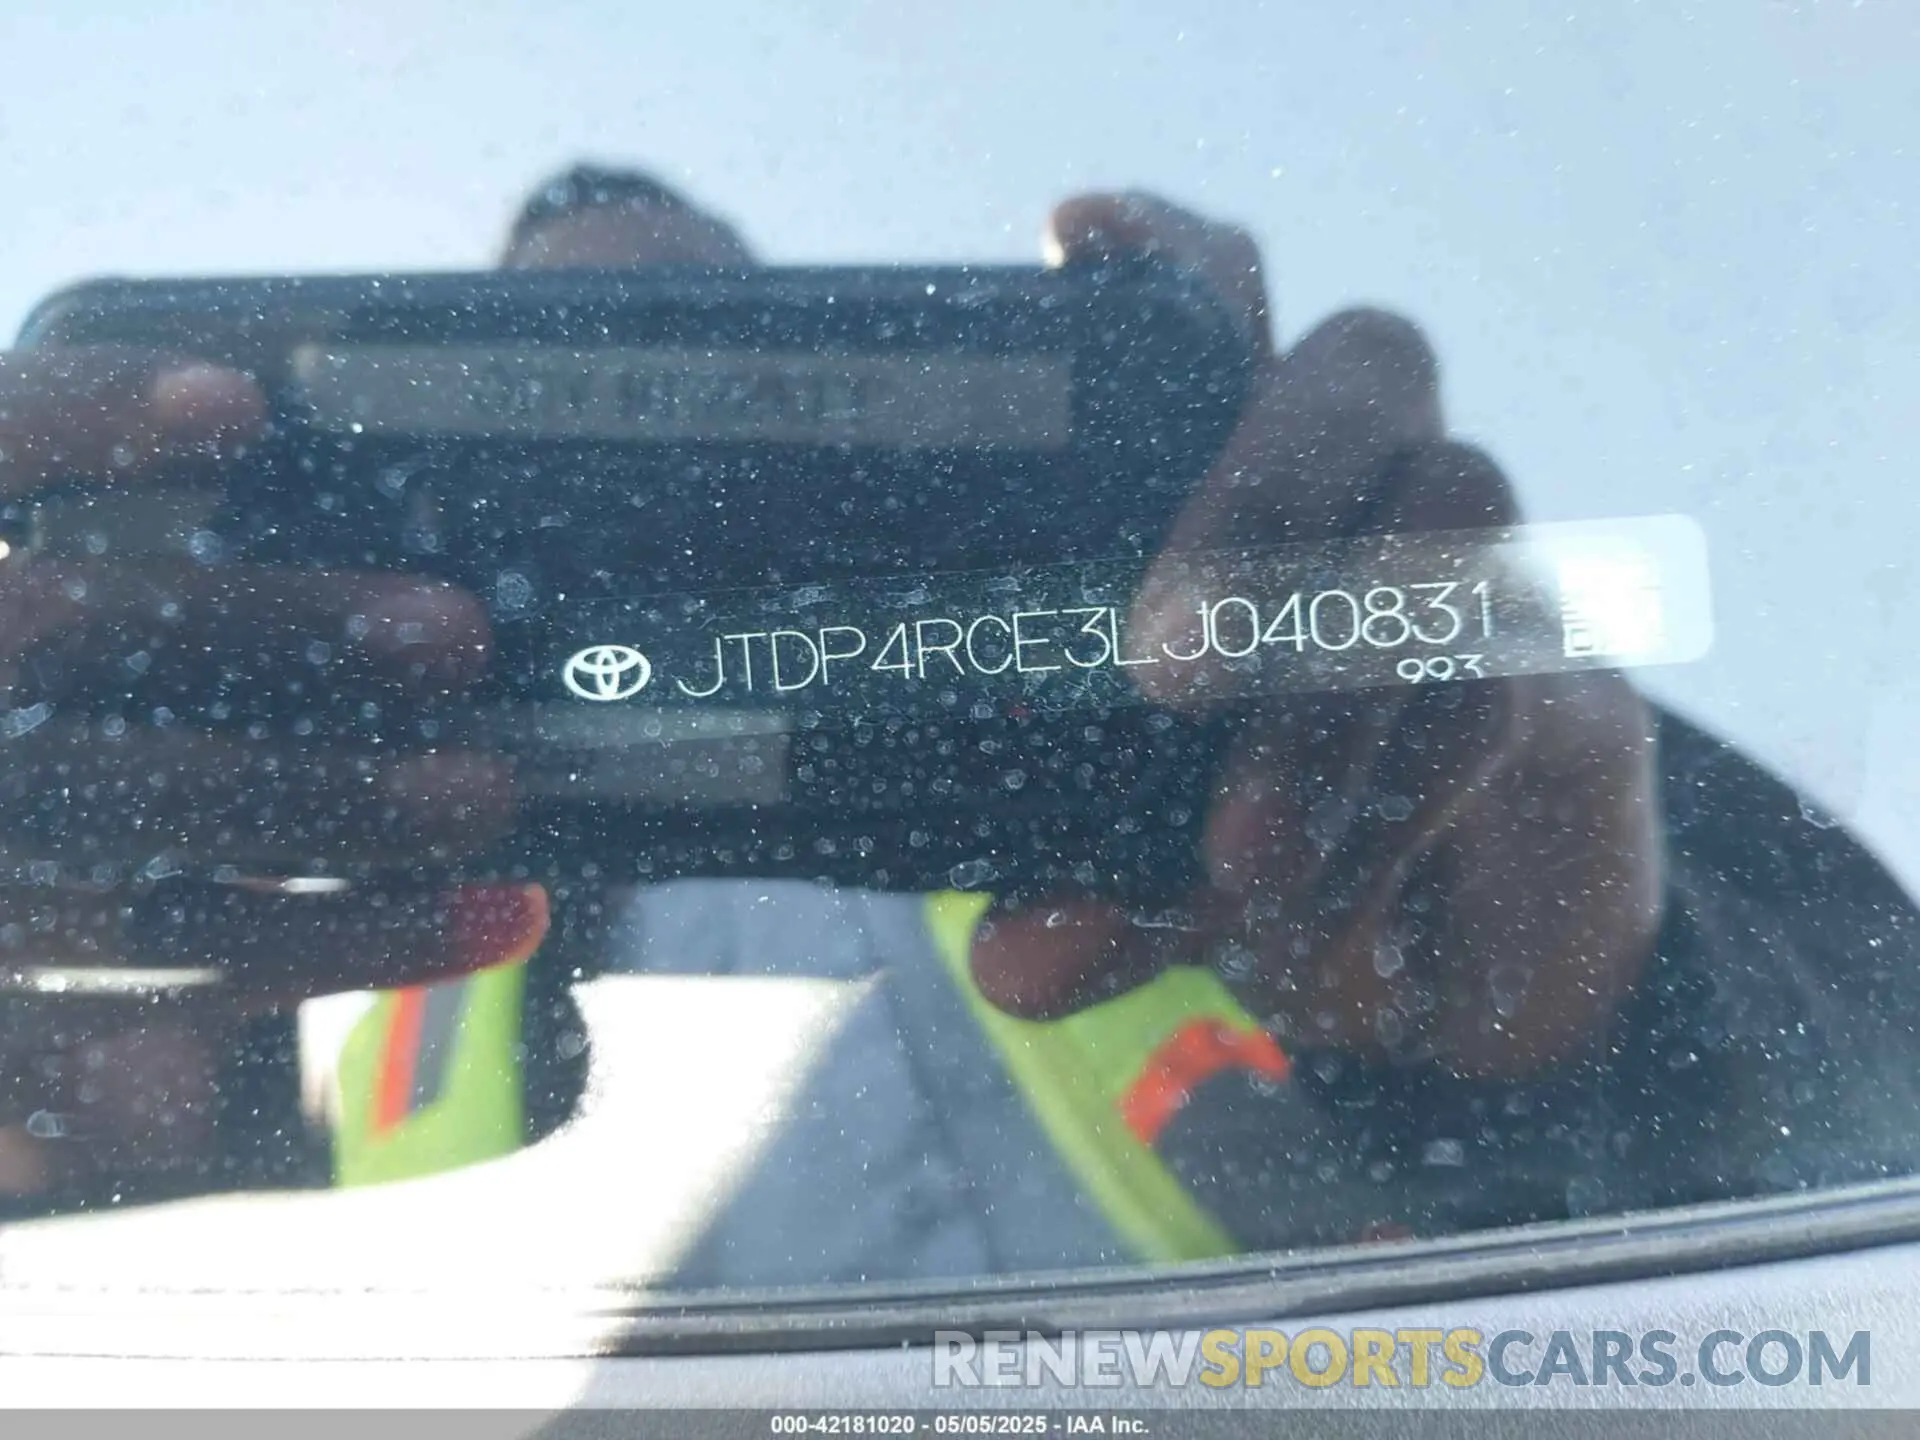 JTDP4RCE3LJ040831
993
RENEWSPORTSCARS.COM
000-42181020 - 05/05/2025 - IAA Inc.